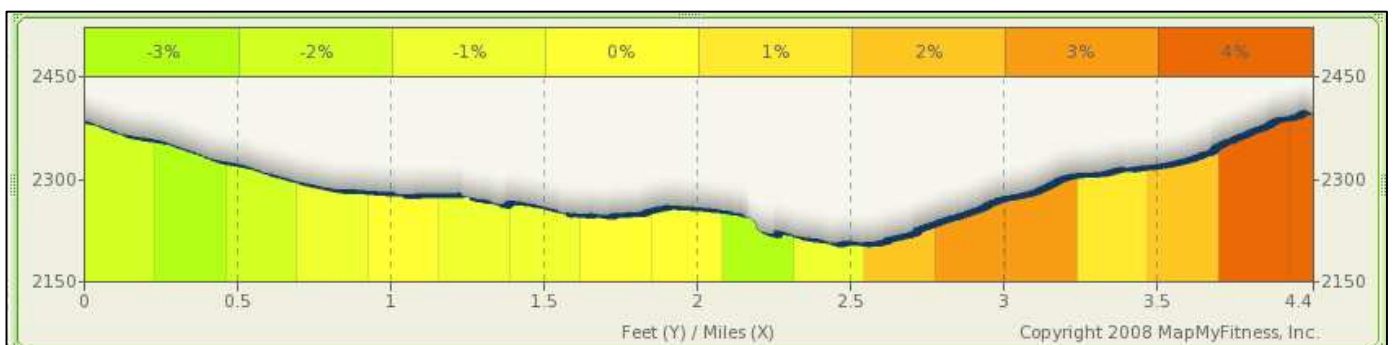 -3% -2% -1% 0% 1% 2% 3% 4%
2450 2450
2300 2300
2150 2150
0 0.5 1 1.5 2 2.5 3 3.5 4.4
Feet (Y) / Miles (X) Copyright 2008 MapMyFitness, Inc.